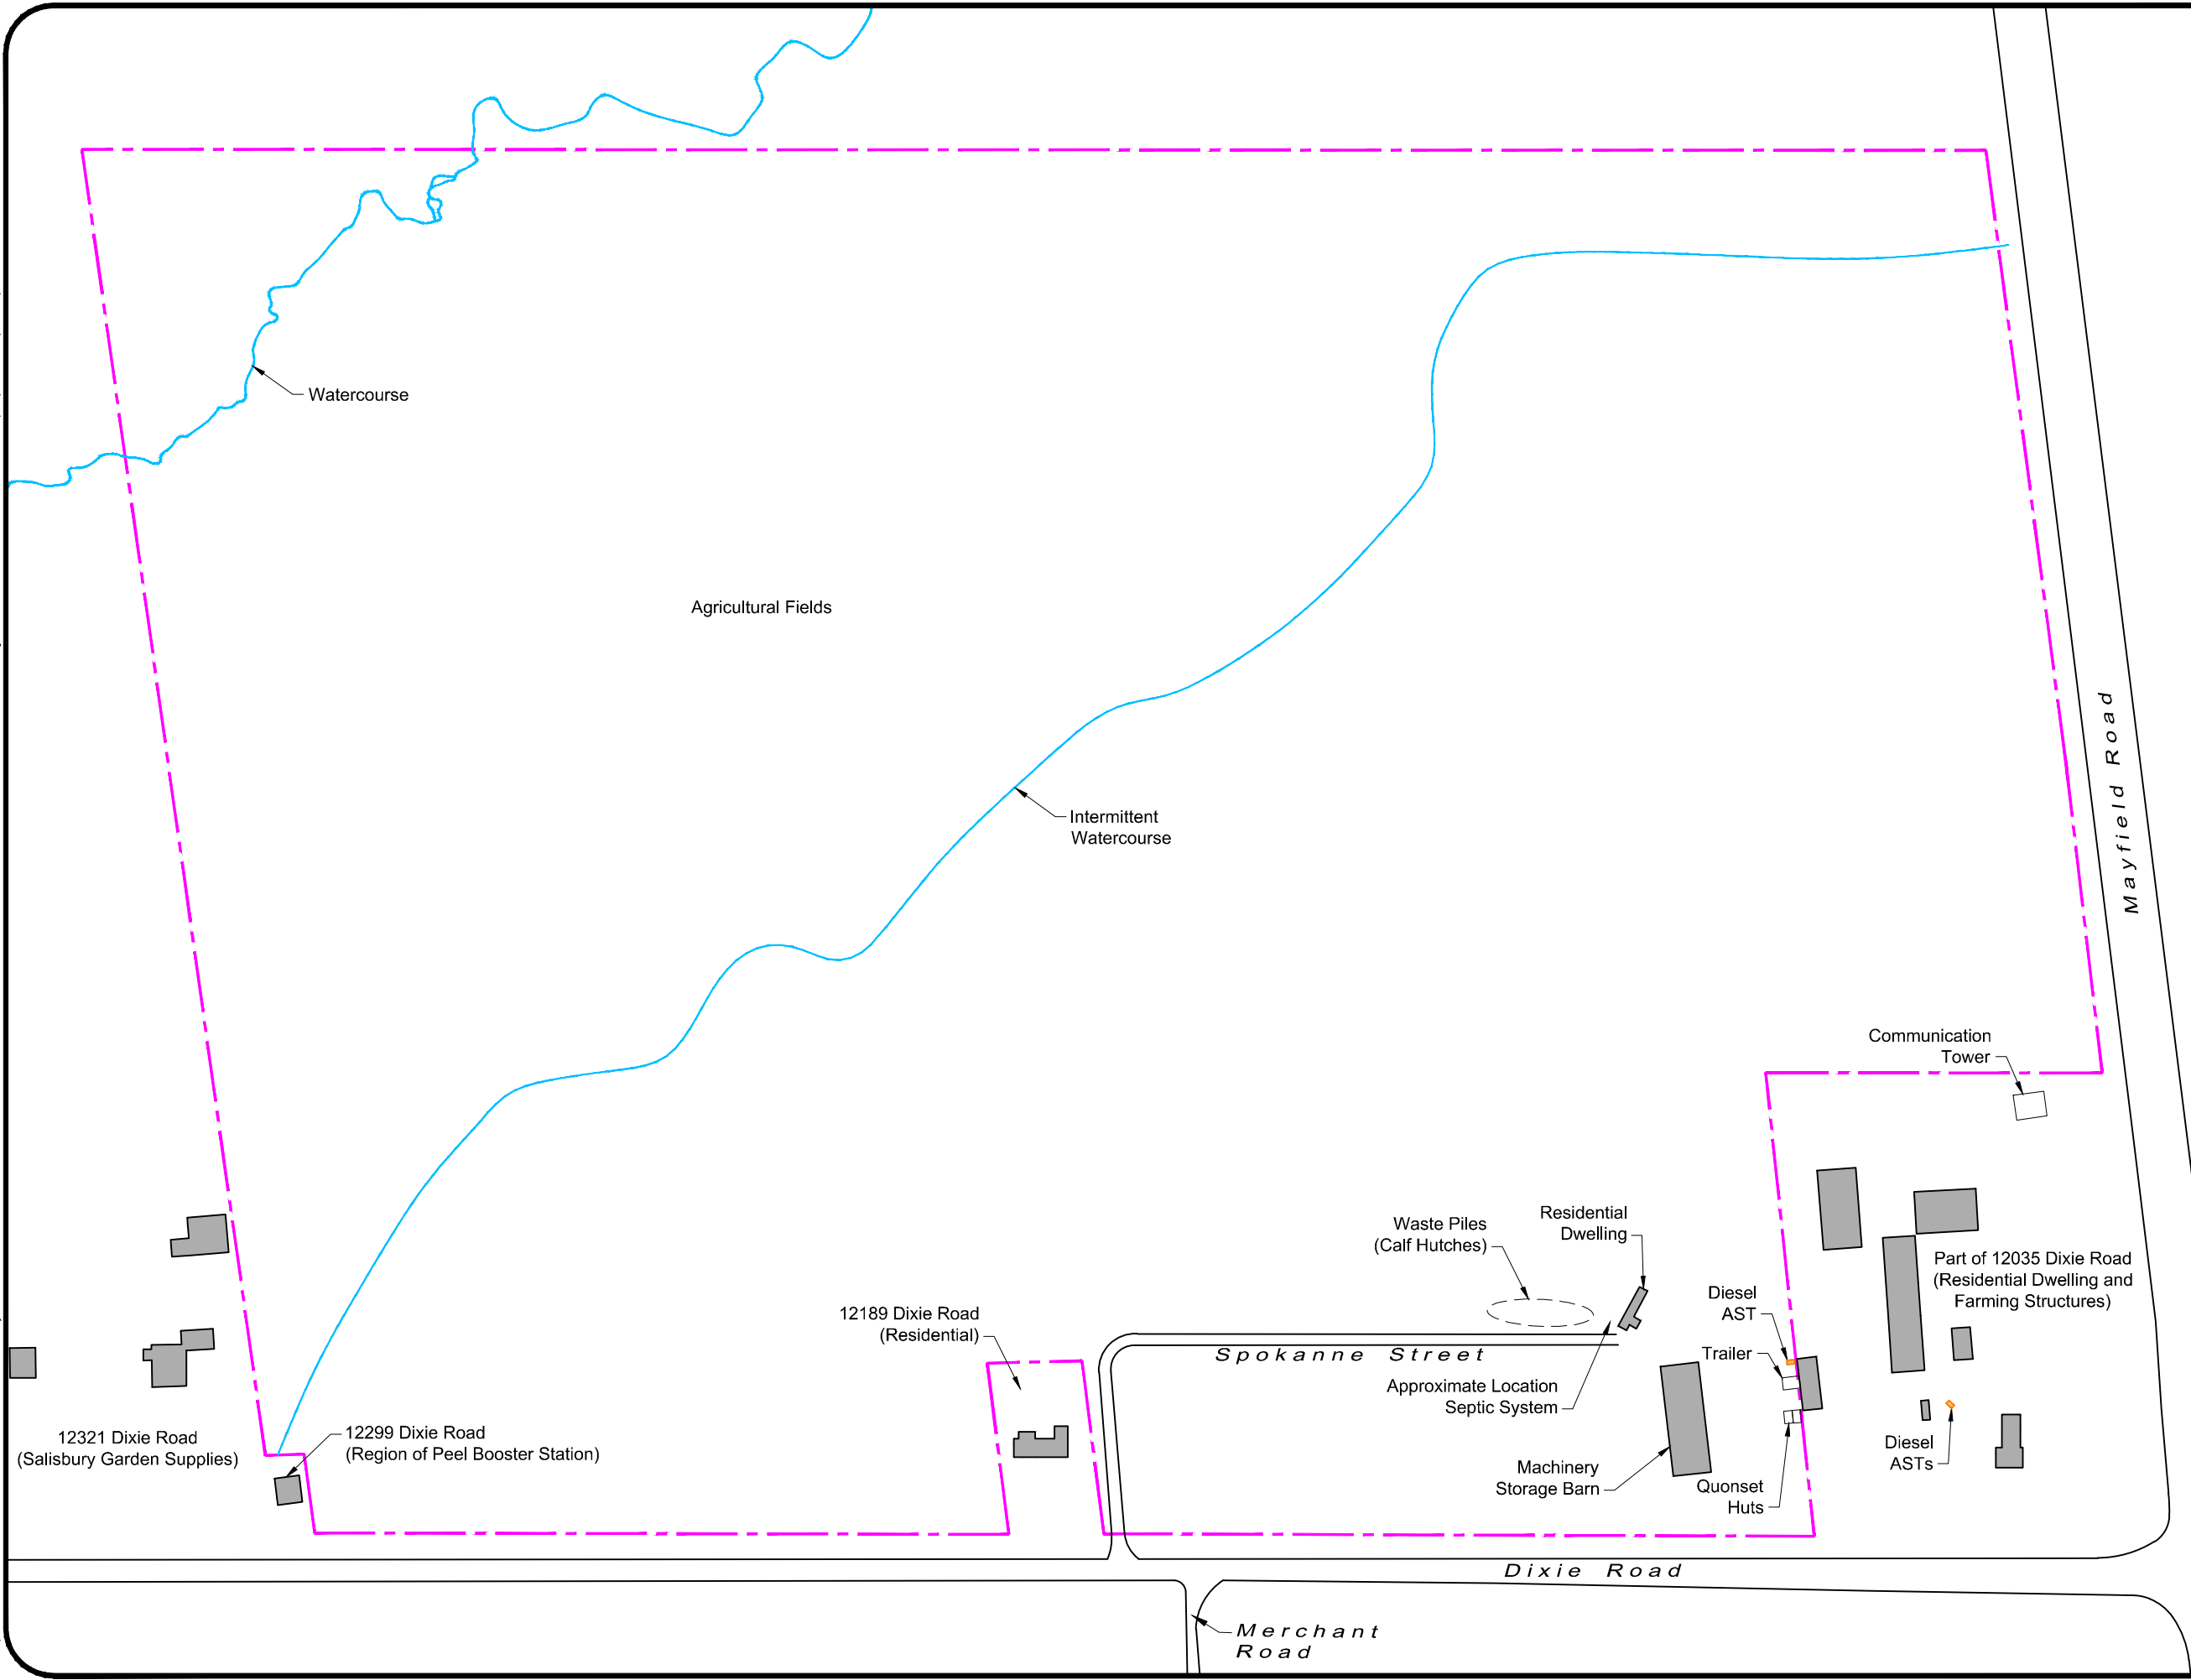 Watercourse
Agricultural Fields
Mayfield Road
Intermittent
Watercourse
Communication
Tower
Waste Piles
(Calf Hutches)
Residential
Dwelling
Part of 12035 Dixie Road
(Residential Dwelling and
Farming Structures)
Diesel
AST
12189 Dixie Road
(Residential)
Trailer
Spokanne Street
Approximate Location
Septic System
12321 Dixie Road
(Salisbury Garden Supplies)
12299 Dixie Road
(Region of Peel Booster Station)
Diesel
ASTs
Machinery
Storage Barn
Quonset
Huts
Dixie Road
Merchant
Road